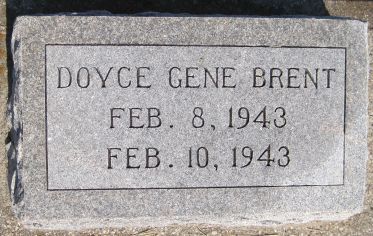 DOYCE GENE BRENT
FEB. 8, 1943
FEB. 10, 1943